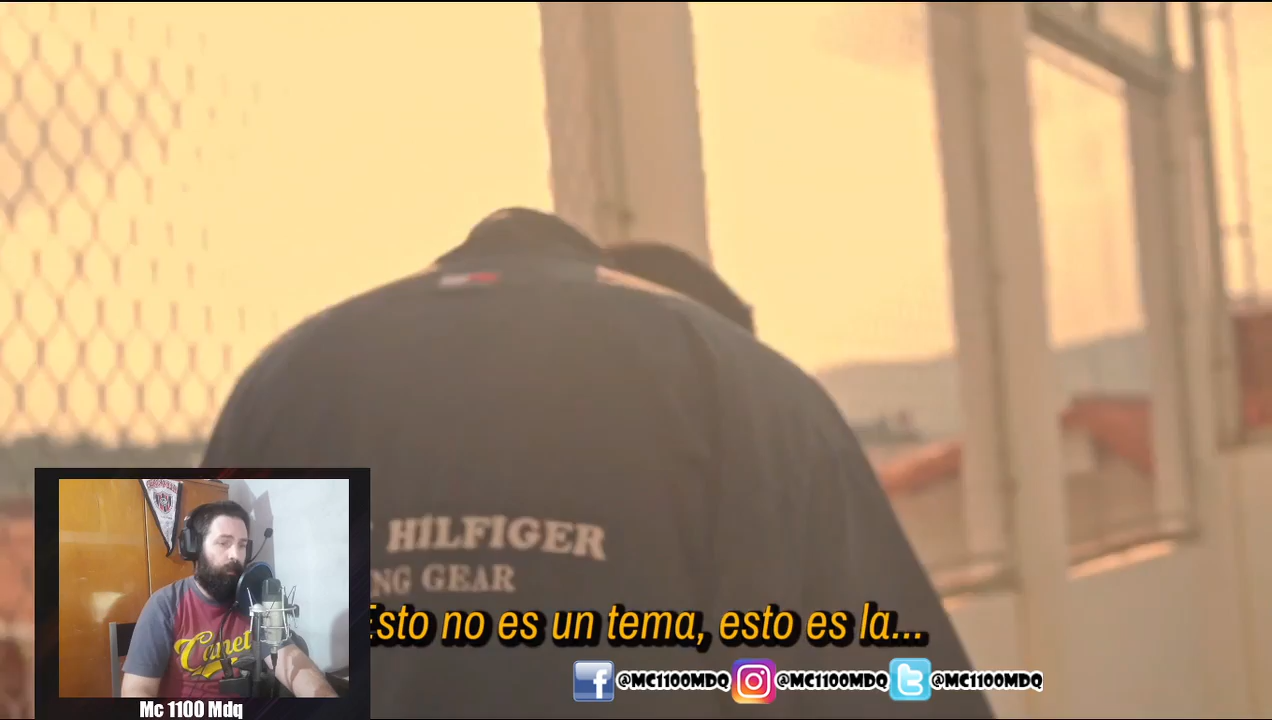 HILFIGER
NG GEAR
Esto no es un tema, esto es la...
@MC1100MDQ @MC1100MDQ @MC1100MDQ
Mc 1100 Mdq